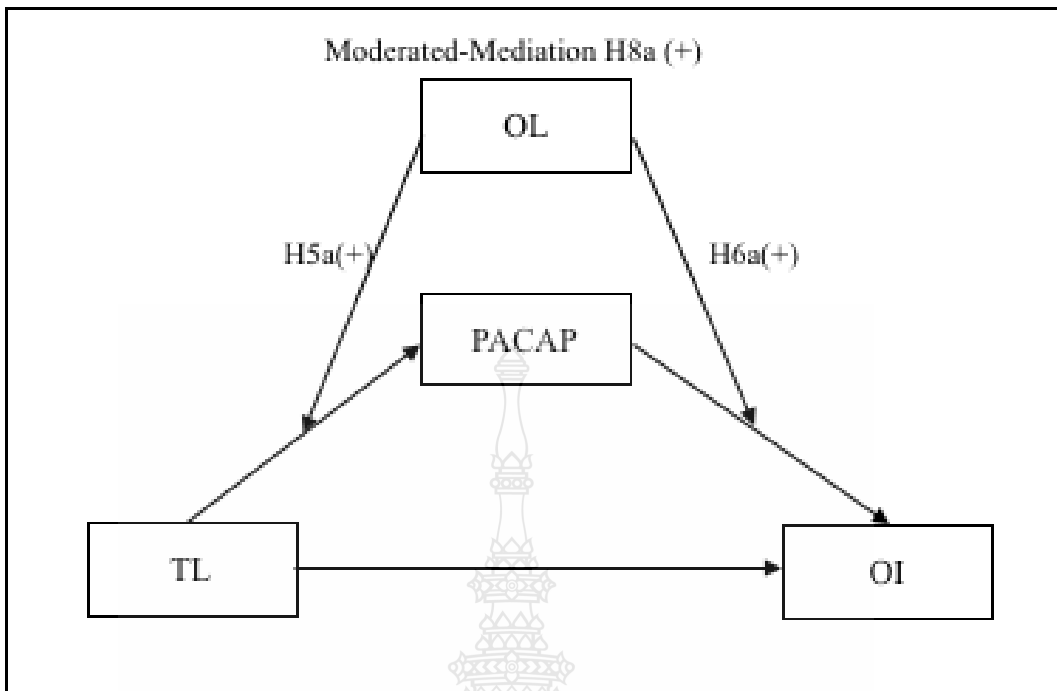 Moderated-Mediation H8a (+)
OL
H5a(+)
H6a(+)
PACAP
TL
OI